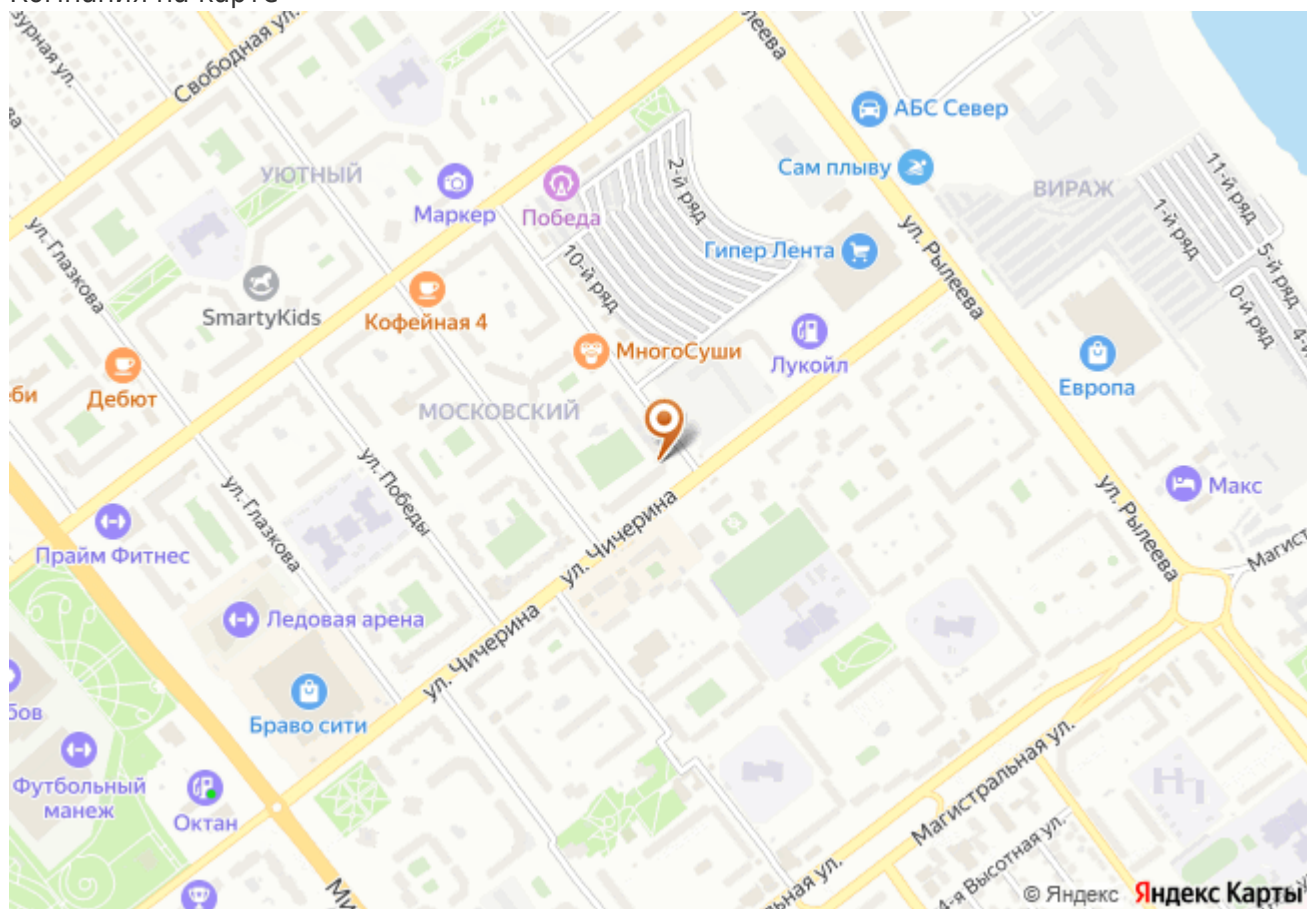 Компания на карте
Свободная ул.
АБС Север
Сам плыву
УЮТНЫЙ
Маркер
Победа
2-й ряд
10-й ряд
Гипер Лента
ул. Рылеева
ВИРАЖ
11-й ряд
1-й ряд
5-й ряд
0-й ряд
ул. Глазкова
SmartyKids
Кофейная 4
МногоСуши
Лукойл
Европа
Дебют
МОСКОВСКИЙ
ул. Победы
ул. Глазкова
ул. Чичерина
Макс
ул. Рылеева
Прайм Фитнес
Ледовая арена
ул. Чичерина
Браво сити
Футбольный
манеж
Октан
Магистральная ул.
4-я Высотная ул.
© Яндекс Яндекс Карты